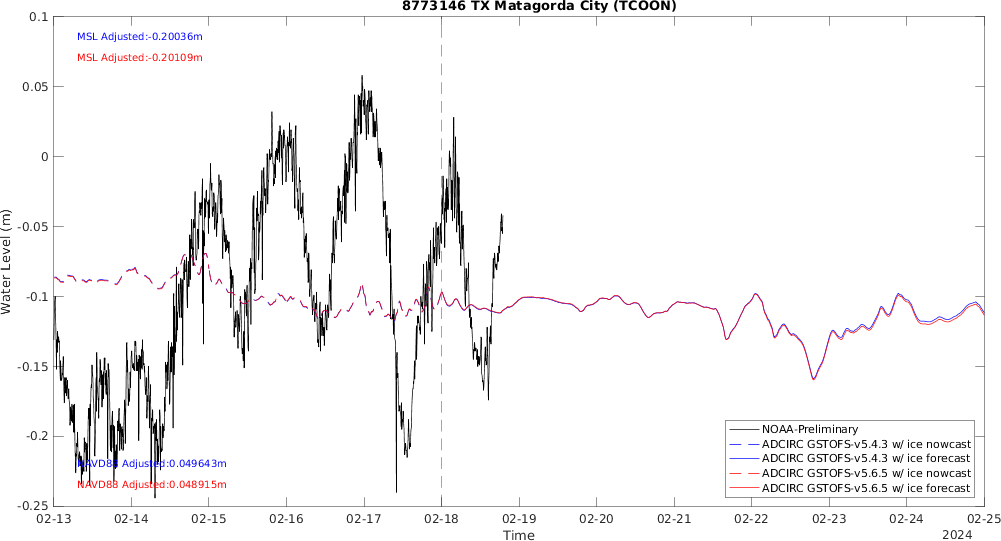 8773146 TX Matagorda City (TCOON)
0.1
MSL Adjusted:-0.20036m
MSL Adjusted:-0.20109m
0.05
0
-0.05
Water Level (m)
-0.1
-0.15
-0.2
NAVD88 Adjusted:0.049643m
NAVD88 Adjusted:0.048915m
-0.25
NOAA-Preliminary
ADCIRC GSTOFS-v5.4.3 w/ ice nowcast
ADCIRC GSTOFS-v5.4.3 w/ ice forecast
ADCIRC GSTOFS-v5.6.5 w/ ice nowcast
ADCIRC GSTOFS-v5.6.5 w/ ice forecast
02-13 02-14 02-15 02-16 02-17 02-18 02-19 02-20 02-21 02-22 02-23 02-24 02-25
Time
2024